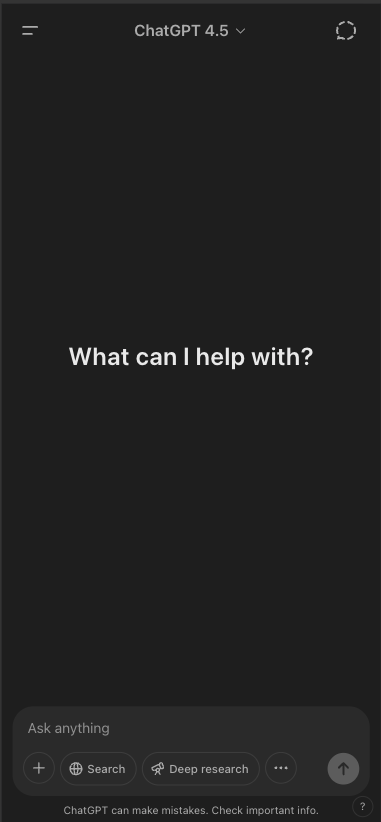 ChatGPT 4.5
What can I help with?
Ask anything
Search
Deep research
ChatGPT can make mistakes. Check important info.
?